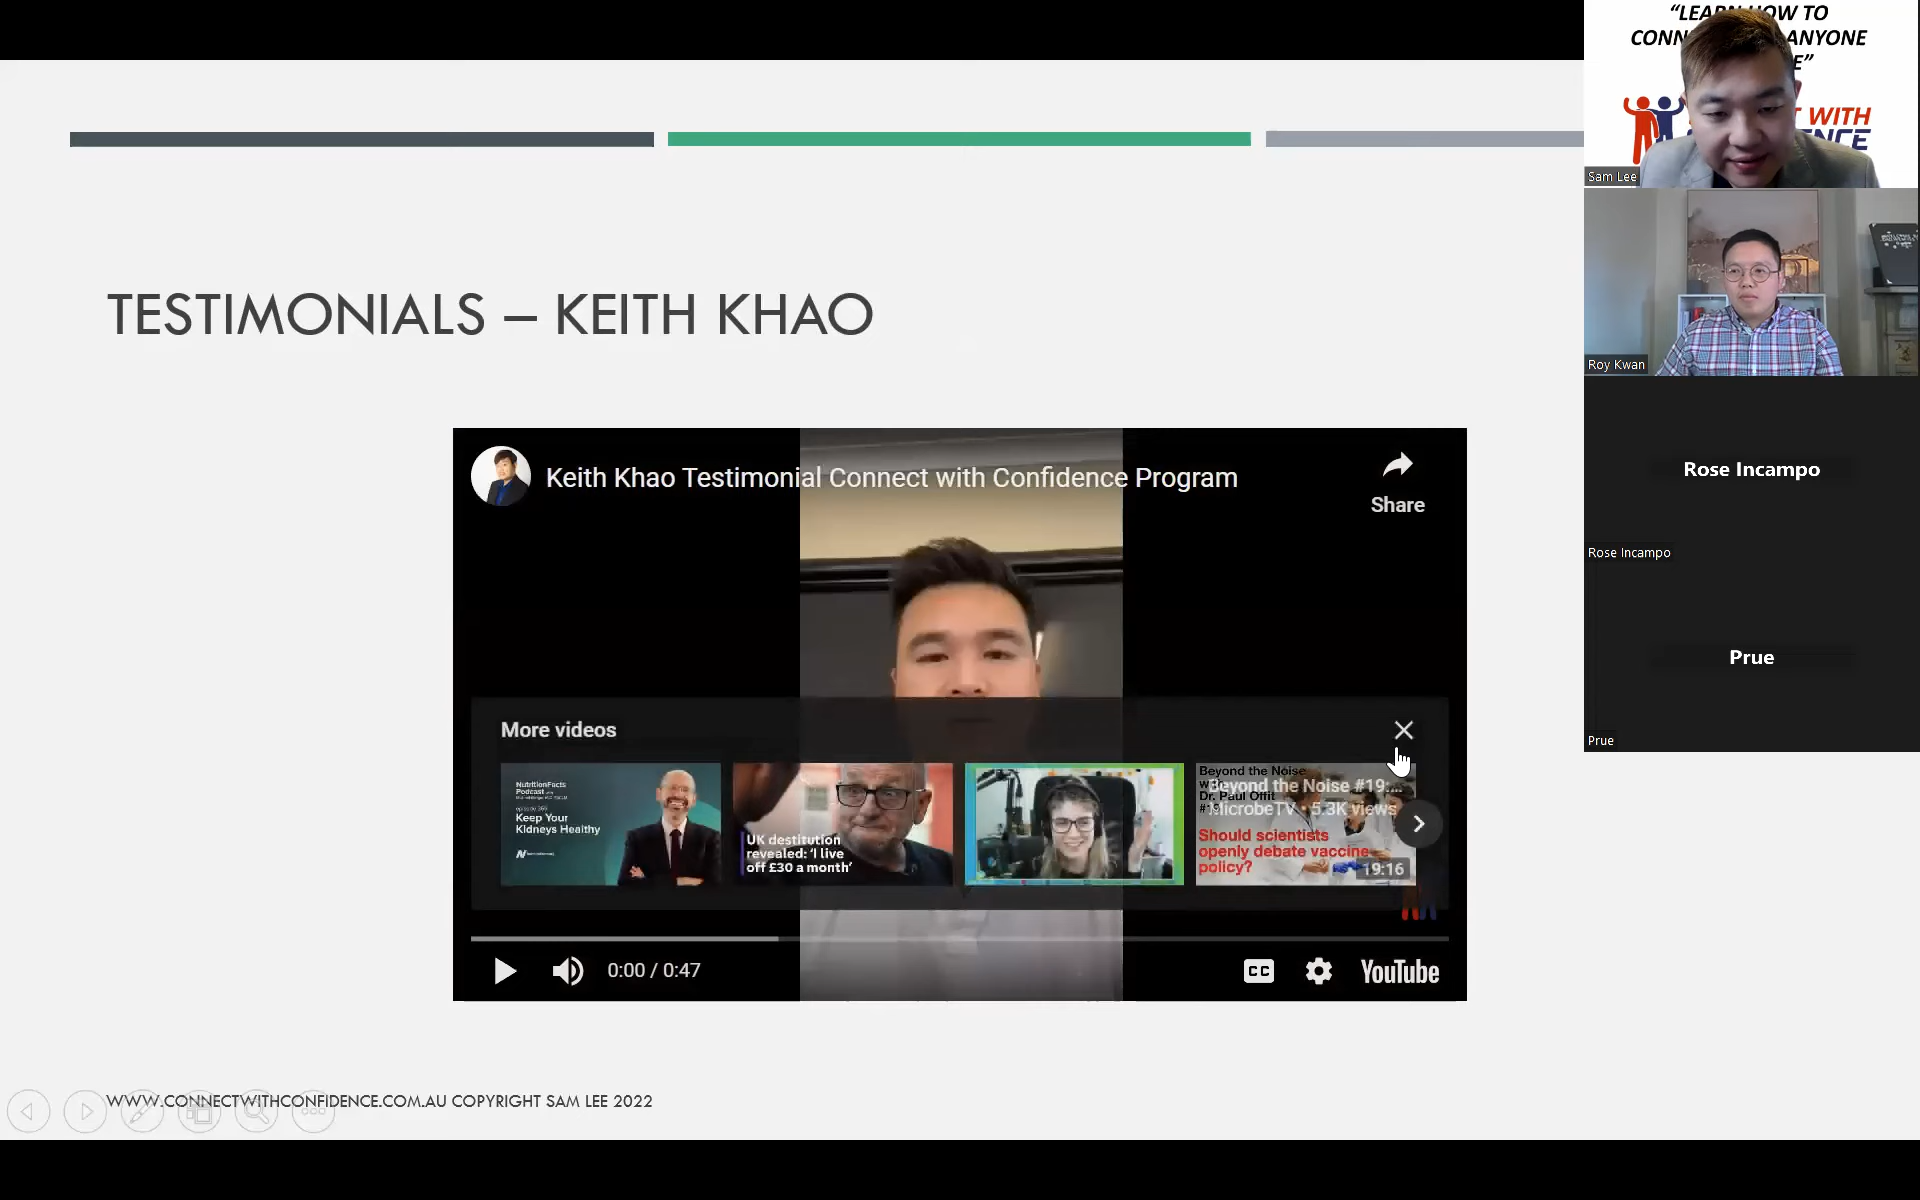 TESTIMONIALS – KEITH KHAO
Keith Khao Testimonial Connect with Confidence Program
Share
More videos
NutritionFacts
Podcast
Keep Your
Kidneys Healthy
UK destitution
revealed: 'I live
off £30 a month'
Beyond the Noise
Dr. Paul Offit
Beyond the Noise #19:...
MicrobeTV • 5.3K views
Should scientists
openly debate vaccine
policy?
19:16
0:00 / 0:47
CC
YouTube
WWW.CONNECTWITHCONFIDENCE.COM.AU COPYRIGHT SAM LEE 2022
"LEARN HOW TO
ANYONE
WITH
Sam Lee
Roy Kwan
Rose Incampo
Rose Incampo
Prue
Prue